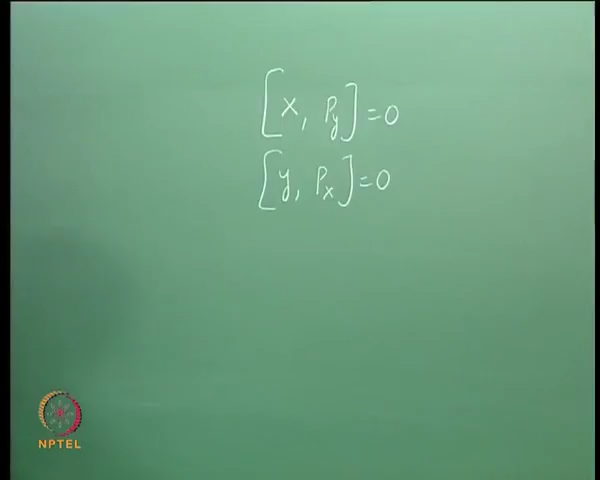 [x, Py] = 0
[y, Px] = 0
NPTEL